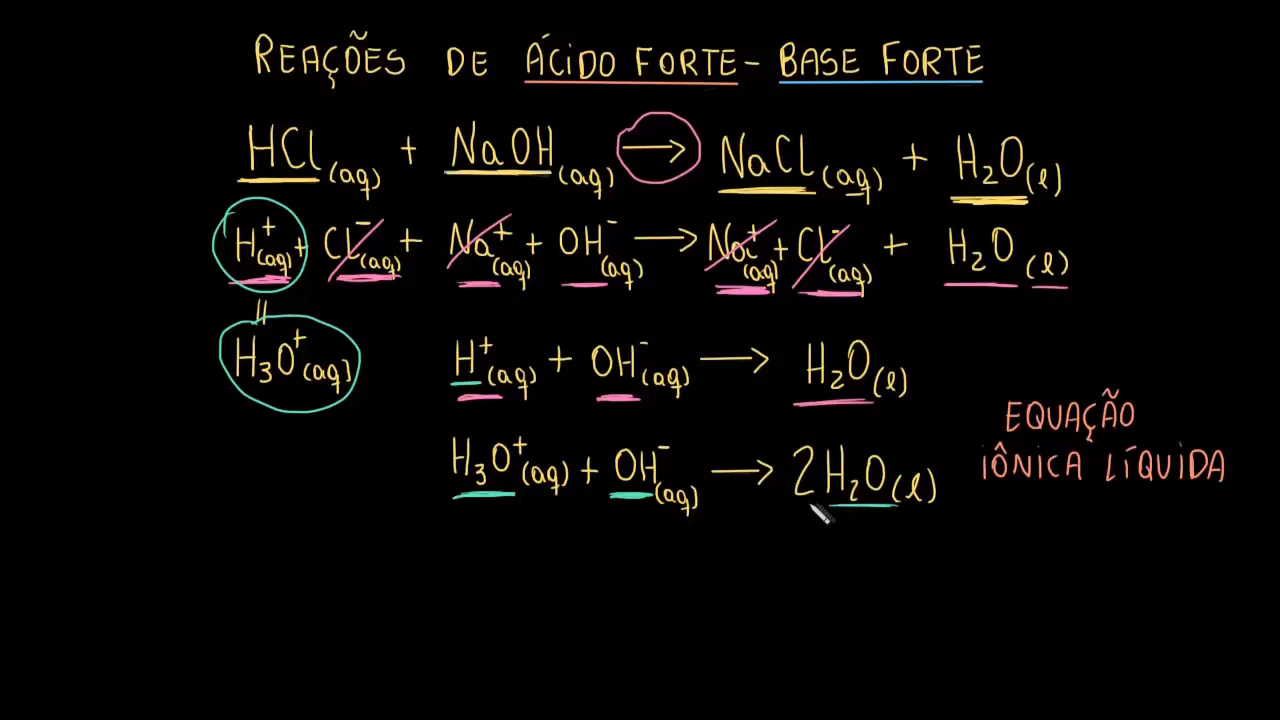 REAÇÕES DE ÁCIDO FORTE - BASE FORTE
HCl(aq) + NaOH(aq) → NaCl(aq) + H₂O(l)
H⁺(aq) + Cl⁻(aq) + Na⁺(aq) + OH⁻(aq) → Na⁺(aq) + Cl⁻(aq) + H₂O(l)
=
H₃O⁺(aq)
H⁺(aq) + OH⁻(aq) → H₂O(l)
H₃O⁺(aq) + OH⁻(aq) → 2H₂O(l)
EQUAÇÃO
IÔNICA LÍQUIDA